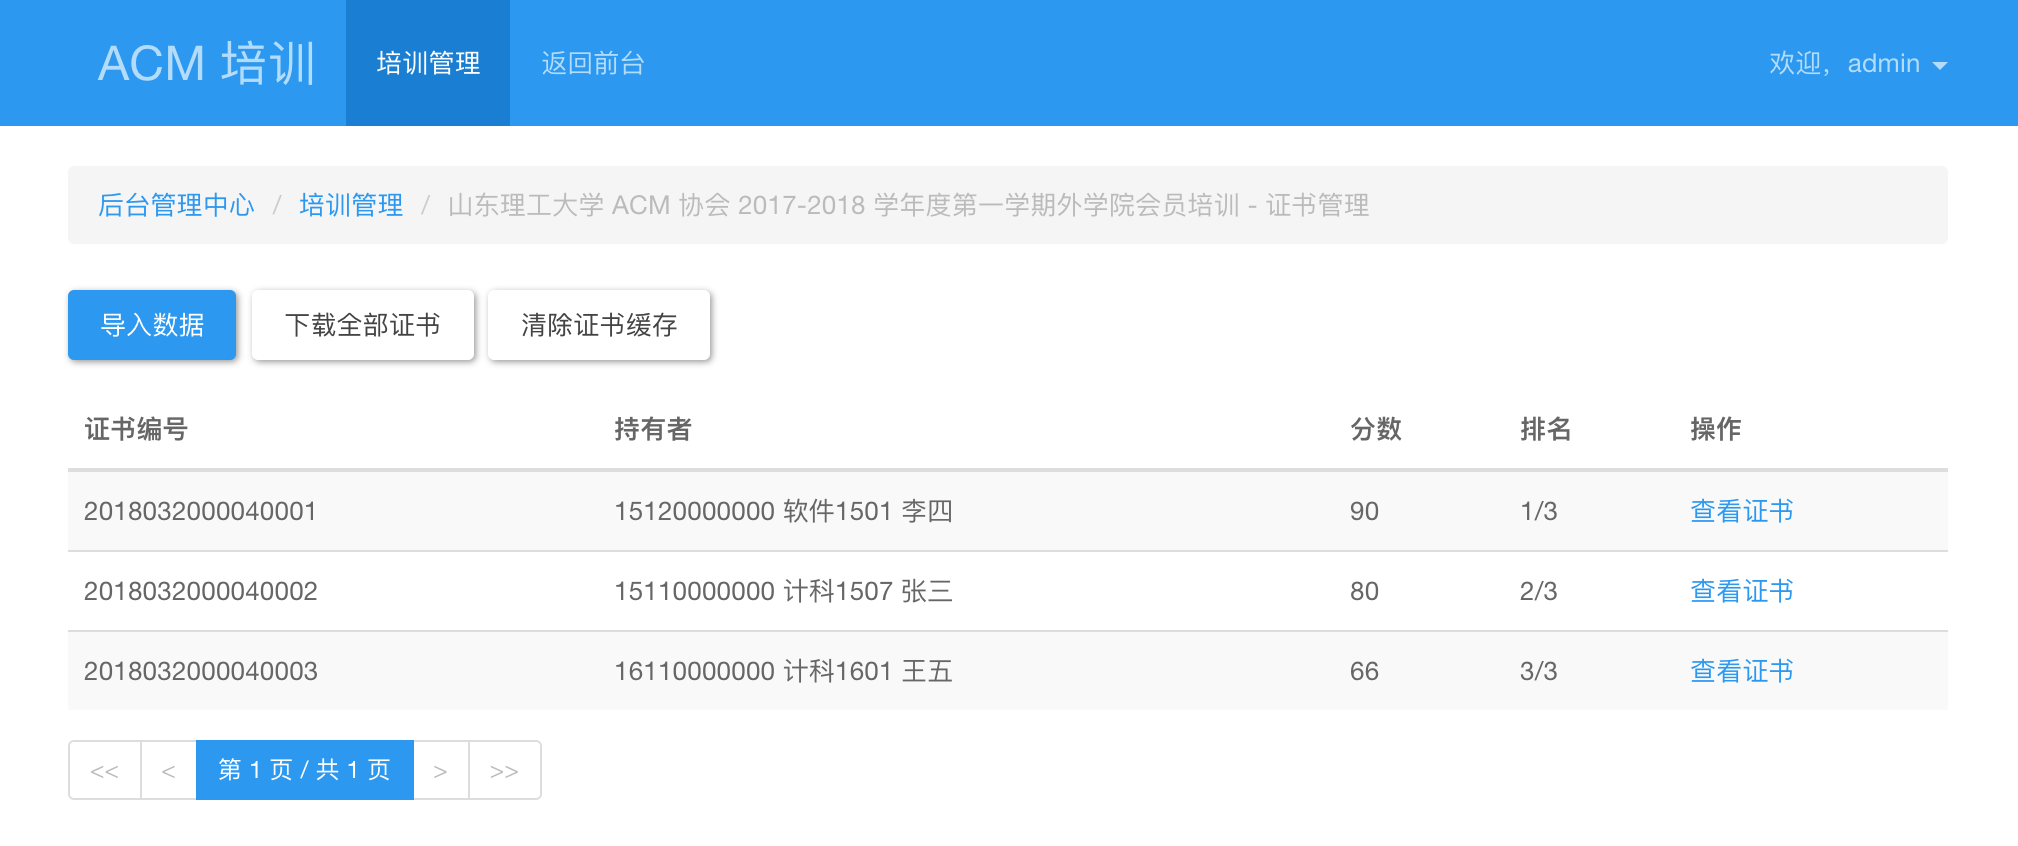 ACM 培训 培训管理 返回前台 欢迎，admin
后台管理中心 / 培训管理 / 山东理工大学 ACM 协会 2017-2018 学年度第一学期外学院会员培训 - 证书管理
导入数据 下载全部证书 清除证书缓存
证书编号 持有者 分数 排名 操作
2018032000040001 15120000000 软件1501 李四 90 1/3 查看证书
2018032000040002 15110000000 计科1507 张三 80 2/3 查看证书
2018032000040003 16110000000 计科1601 王五 66 3/3 查看证书
<< < 第 1 页 / 共 1 页 > >>